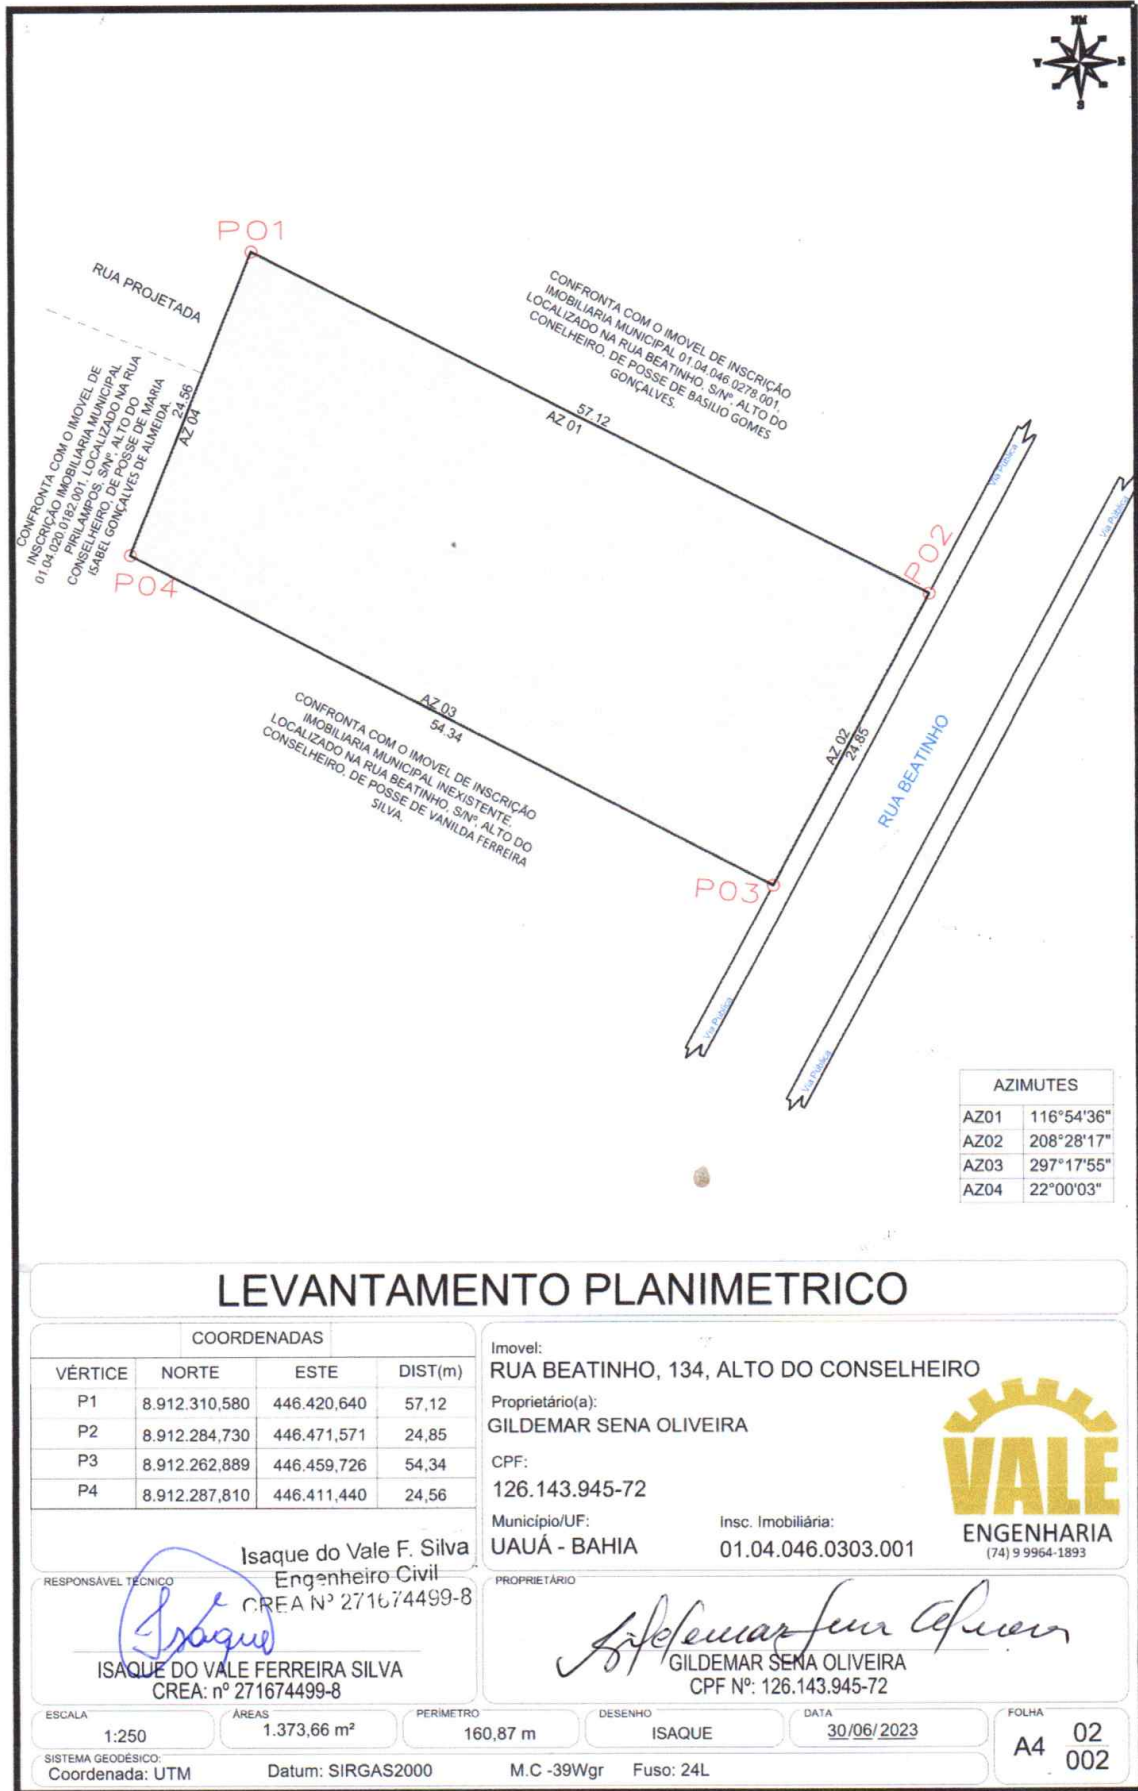 NM
W
E
S
P01
RUA PROJETADA
CONFRONTA COM O IMOVEL DE INSCRIÇÃO
IMOBILIARIA MUNICIPAL 01.04.046.0278.001,
LOCALIZADO NA RUA BEATINHO, S/Nº, ALTO DO
CONELHEIRO, DE POSSE DE BASILIO GOMES
GONÇALVES.
57.12
AZ 01
CONFRONTA COM O IMOVEL DE
INSCRIÇÃO IMOBILIARIA MUNICIPAL
01.04.020.0182.001, LOCALIZADO NA RUA
PIRILAMPOS, S/Nº, ALTO DO
CONSELHEIRO, DE POSSE DE MARIA
ISABEL GONÇALVES DE ALMEIDA.
24.56
AZ 04
P04
P02
Via Pública
Via Pública
AZ 03
54.34
CONFRONTA COM O IMOVEL DE INSCRIÇÃO
IMOBILIARIA MUNICIPAL INEXISTENTE,
LOCALIZADO NA RUA BEATINHO, S/Nº, ALTO DO
CONSELHEIRO, DE POSSE DE VANILDA FERREIRA
SILVA.
AZ 02
24.85
RUA BEATINHO
P03
Via Pública
Via Pública
AZIMUTES
AZ01 116°54'36"
AZ02 208°28'17"
AZ03 297°17'55"
AZ04 22°00'03"
LEVANTAMENTO PLANIMETRICO
COORDENADAS
VÉRTICE NORTE ESTE DIST(m)
P1 8.912.310,580 446.420,640 57,12
P2 8.912.284,730 446.471,571 24,85
P3 8.912.262,889 446.459,726 54,34
P4 8.912.287,810 446.411,440 24,56
Imovel:
RUA BEATINHO, 134, ALTO DO CONSELHEIRO
Proprietário(a):
GILDEMAR SENA OLIVEIRA
CPF:
126.143.945-72
Município/UF:
UAUÁ - BAHIA
Insc. Imobiliária:
01.04.046.0303.001
VALE
ENGENHARIA
(74) 9 9964-1893
Isaque do Vale F. Silva
Engenheiro Civil
CREA Nº 271674499-8
RESPONSÁVEL TÉCNICO
Isaque
ISAQUE DO VALE FERREIRA SILVA
CREA: nº 271674499-8
PROPRIETÁRIO
Gildemar Sena Oliveira
GILDEMAR SENA OLIVEIRA
CPF Nº: 126.143.945-72
ESCALA
1:250
ÁREAS
1.373,66 m²
PERÍMETRO
160,87 m
DESENHO
ISAQUE
DATA
30/06/2023
FOLHA
A4
02
002
SISTEMA GEODÉSICO:
Coordenada: UTM Datum: SIRGAS2000 M.C -39Wgr Fuso: 24L